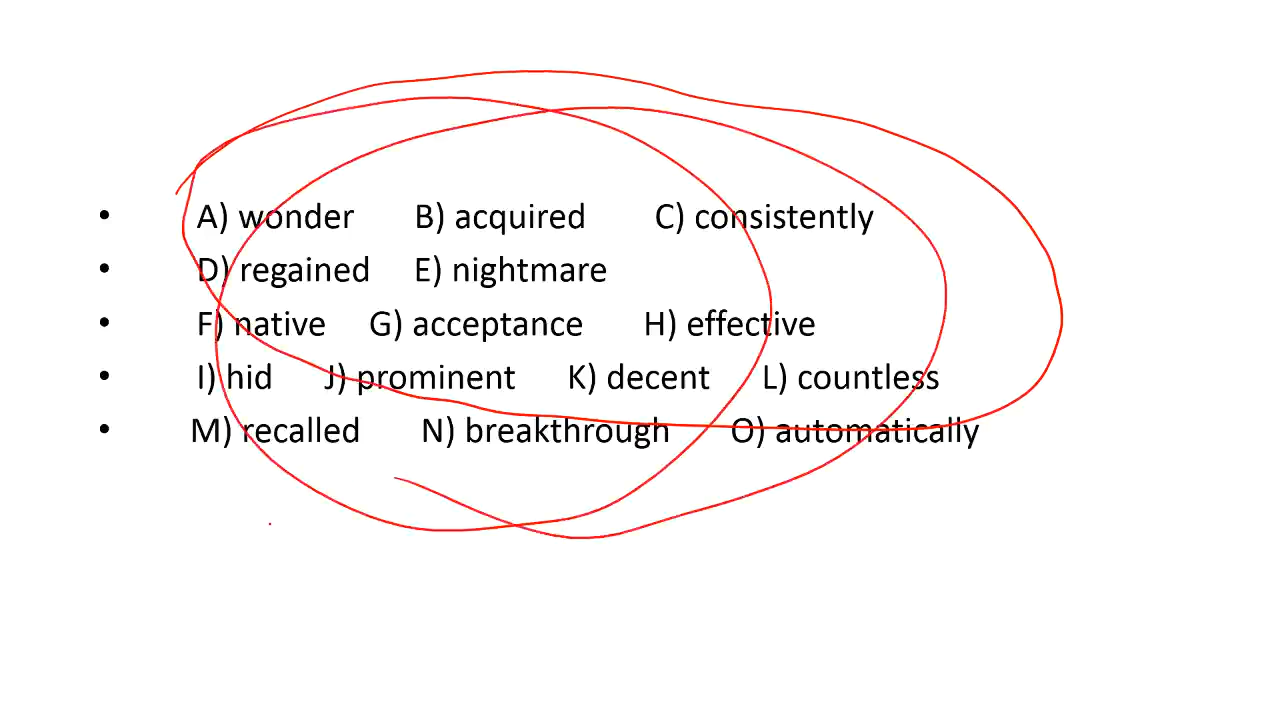 • A) wonder B) acquired C) consistently
• D) regained E) nightmare
• F) native G) acceptance H) effective
• I) hid J) prominent K) decent L) countless
• M) recalled N) breakthrough O) automatically